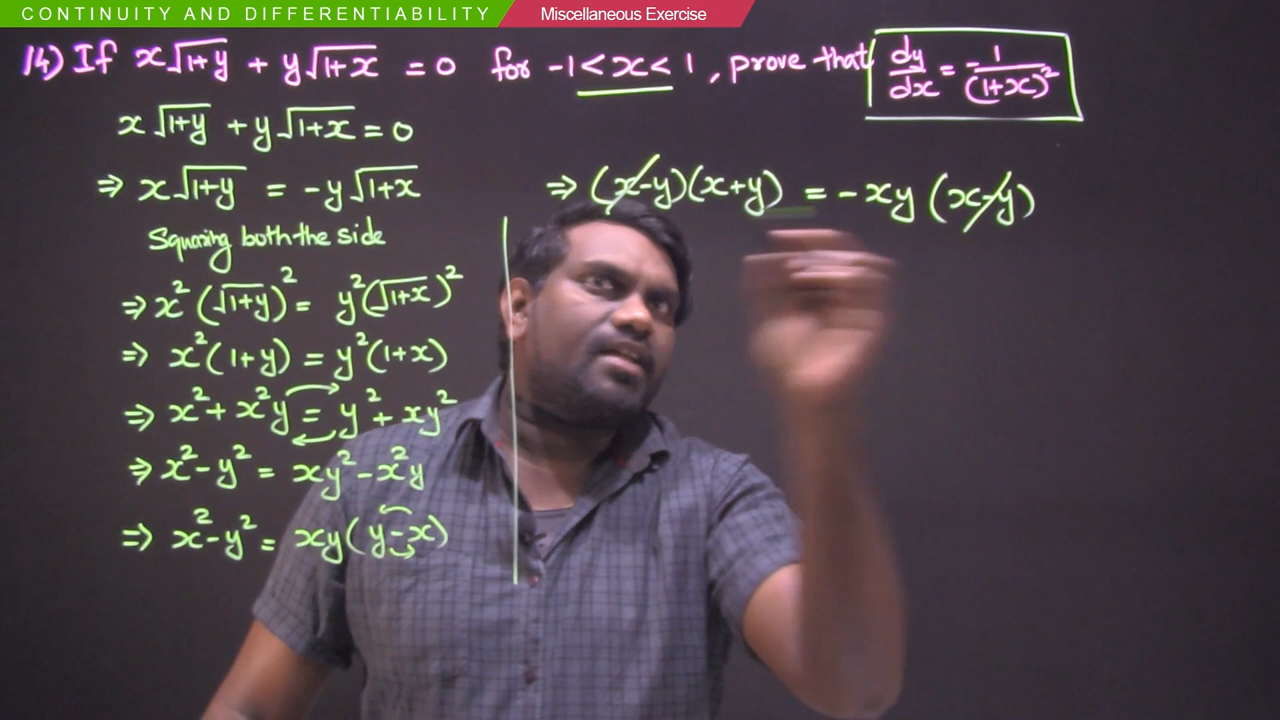 CONTINUITY AND DIFFERENTIABILITY Miscellaneous Exercise
14) If x√(1+y) + y√(1+x) = 0 for -1 < x < 1, prove that dy/dx = -1/(1+x)²
x√(1+y) + y√(1+x) = 0
⇒ x√(1+y) = -y√(1+x)
Squaring both the side
⇒ x²(√(1+y))² = y²(√(1+x))²
⇒ x²(1+y) = y²(1+x)
⇒ x² + x²y = y² + xy²
⇒ x² - y² = xy² - x²y
⇒ x² - y² = xy(y - x)
⇒ (x-y)(x+y) = -xy(x-y)